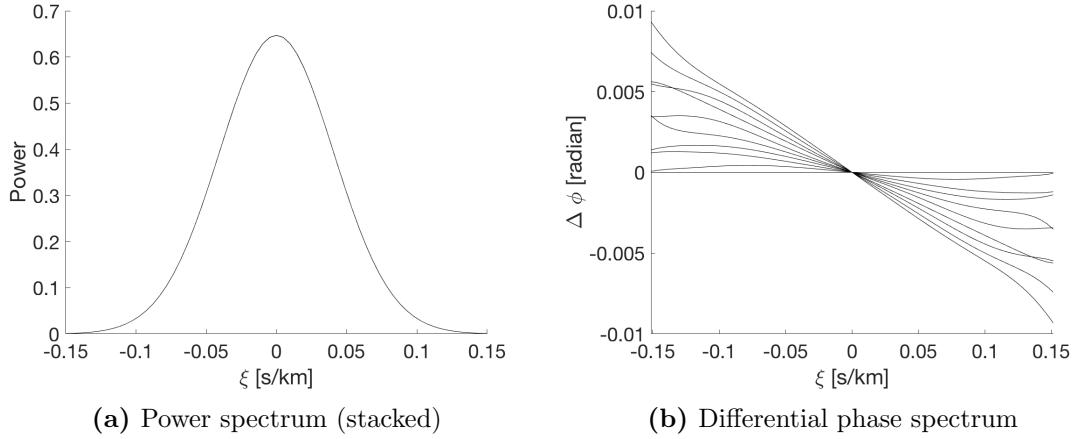 0.7
0.6
0.5
0.4
0.3
0.2
0.1
0
Power
-0.15 -0.1 -0.05 0 0.05 0.1 0.15
ξ [s/km]
(a) Power spectrum (stacked)
0.01
0.005
0
-0.005
-0.01
Δ ϕ [radian]
-0.15 -0.1 -0.05 0 0.05 0.1 0.15
ξ [s/km]
(b) Differential phase spectrum